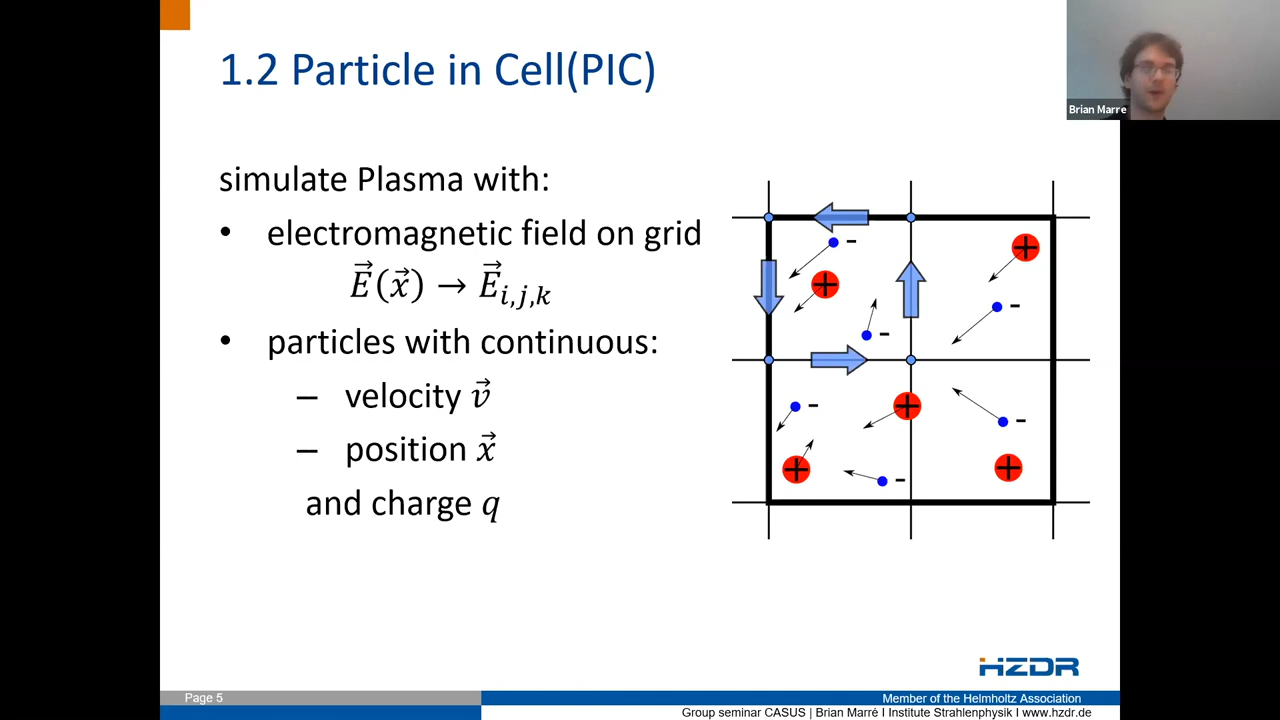 1.2 Particle in Cell(PIC)
Brian Marre
simulate Plasma with:
• electromagnetic field on grid
E⃗(x⃗) → E⃗i,j,k
• particles with continuous:
– velocity v⃗
– position x⃗
and charge q
-
+
+
-
-
-
+
-
+
-
+
HZDR
Page 5
Member of the Helmholtz Association
Group seminar CASUS | Brian Marré I Institute Strahlenphysik I www.hzdr.de